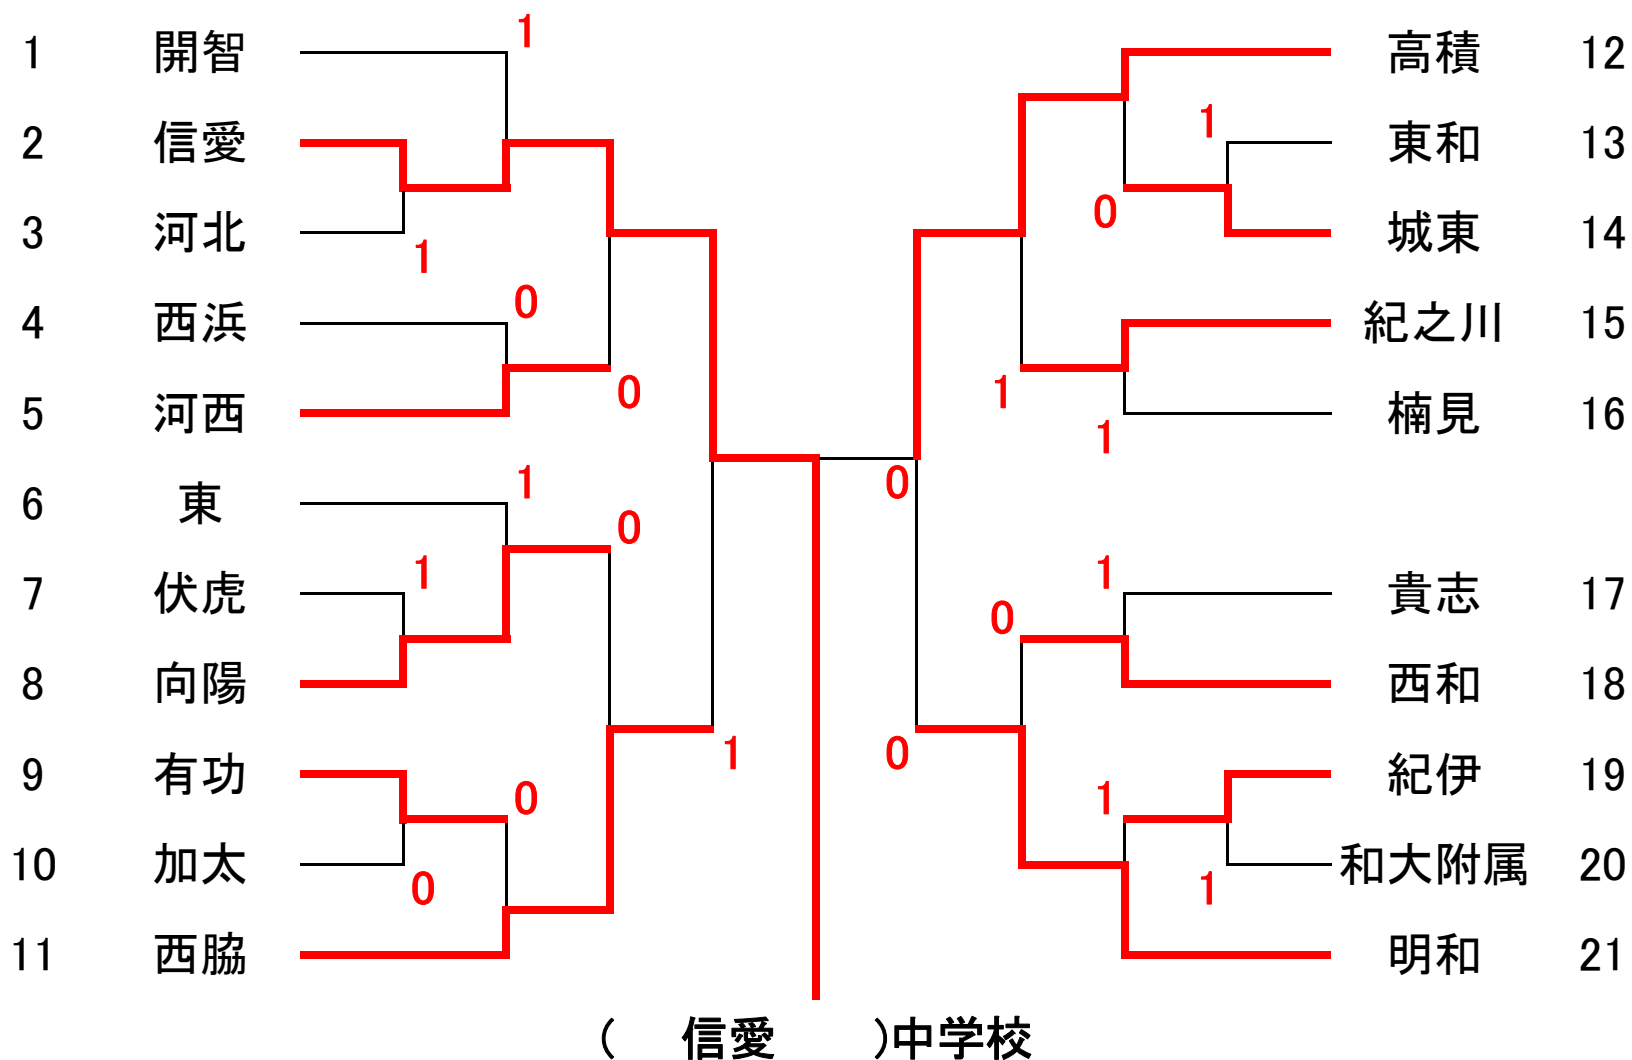 1 開智 1 高積 12
2 信愛 1 東和 13
3 河北 1 0 城東 14
4 西浜 0 紀之川 15
5 河西 0 1 1 楠見 16
6 東 1 0 0
7 伏虎 1 1 貴志 17
8 向陽 0 西和 18
9 有功 0 1 0 1 紀伊 19
10 加太 0 1 和大附属 20
11 西脇 明和 21
( 信愛 )中学校